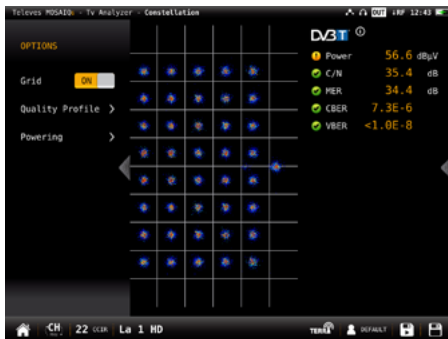 Televes MOSAIQ6 - Tv Analyzer - Constellation
OUT IRF 12:43
OPTIONS
Grid ON
Quality Profile >
Powering >
DVB T
Power 56.6 dBµV
C/N 35.4 dB
MER 34.4 dB
CBER 7.3E-6
VBER <1.0E-8
CH 22 CCIR La 1 HD
TERR DEFAULT